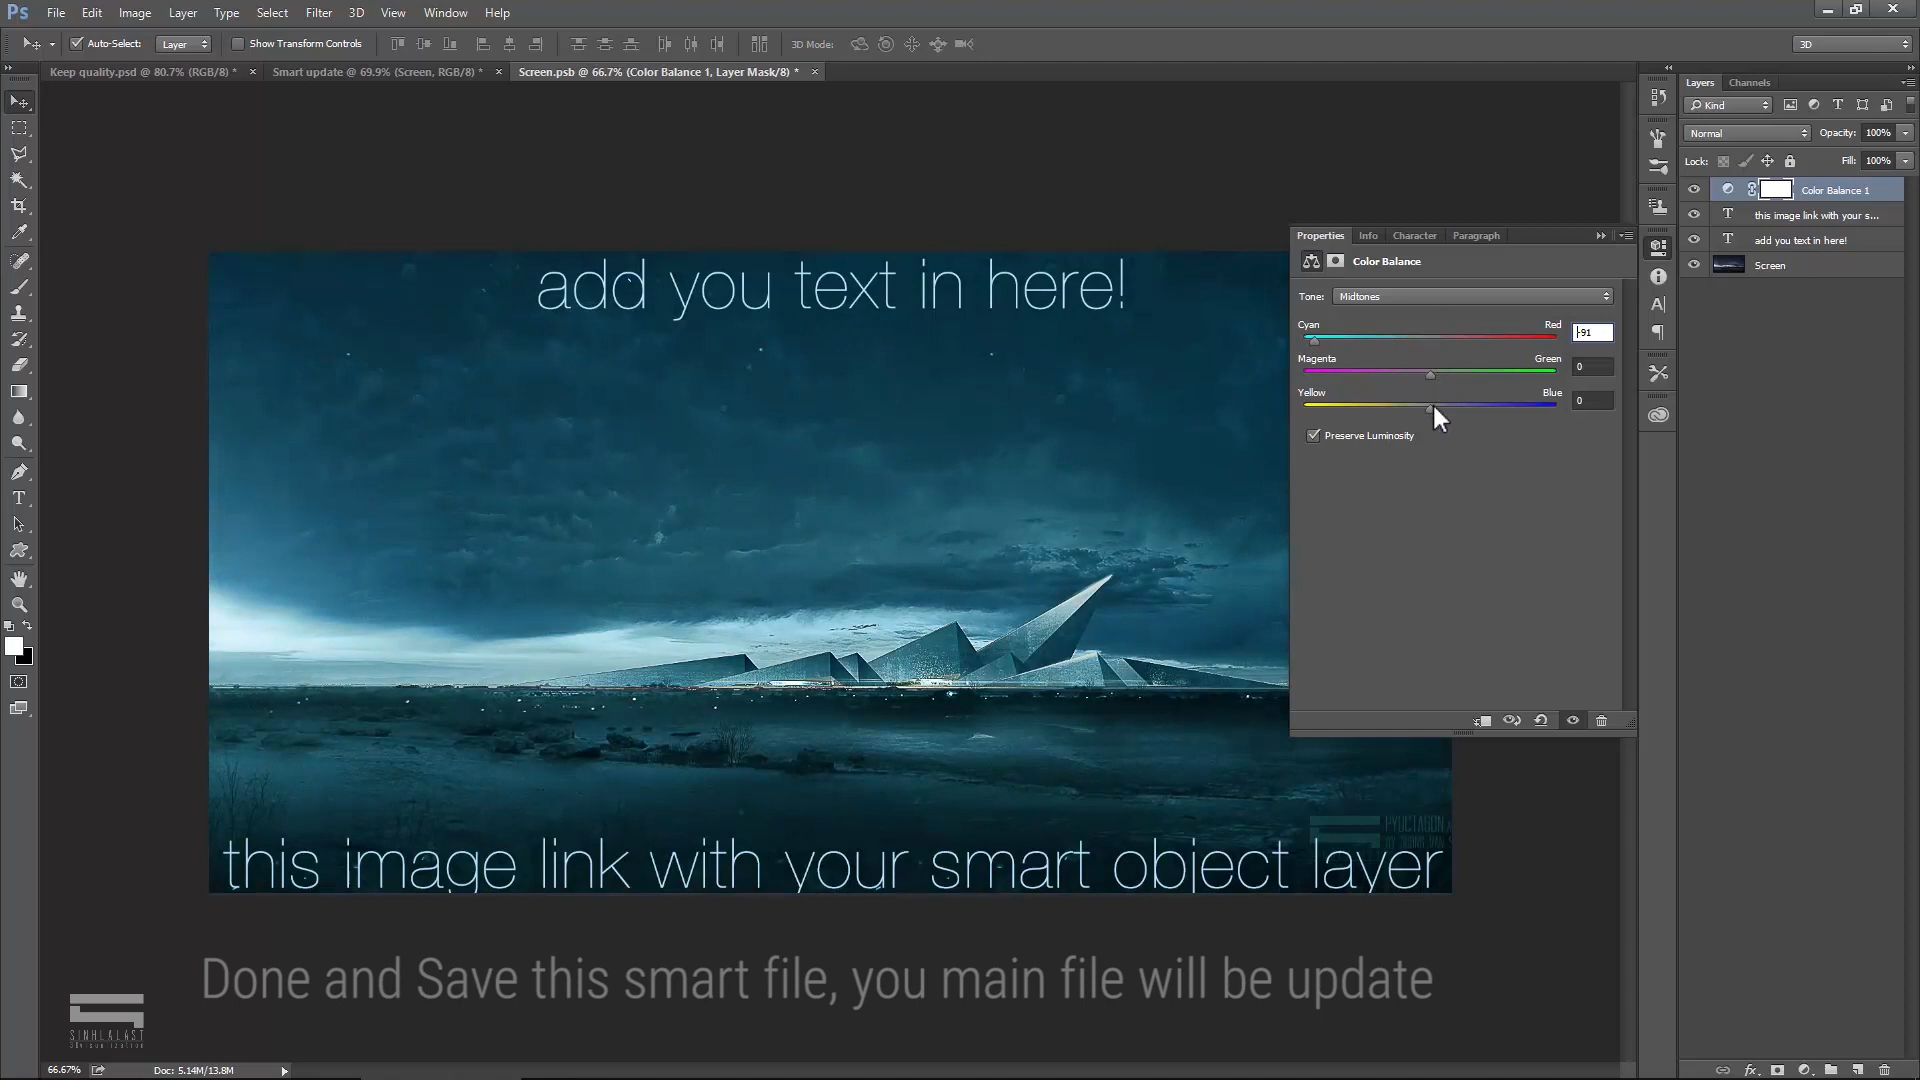 Ps File Edit Image Layer Type Select Filter 3D View Window Help
Auto-Select: Layer Show Transform Controls 3D Mode: 3D
Keep quality.psd @ 80.7% (RGB/8) * Smart update @ 69.9% (Screen, RGB/8) * Screen.psb @ 66.7% (Color Balance 1, Layer Mask/8) *
Layers Channels
Kind
Normal Opacity: 100%
Lock: Fill: 100%
Color Balance 1
this image link with your s...
add you text in here!
Screen
Properties Info Character Paragraph
Color Balance
Tone: Midtones
Cyan Red -91
Magenta Green 0
Yellow Blue 0
Preserve Luminosity
add you text in here!
this image link with your smart object layer
Done and Save this smart file, you main file will be update
SINHLALAST
3Dvisualization
66.67% Doc: 5.14M/13.8M